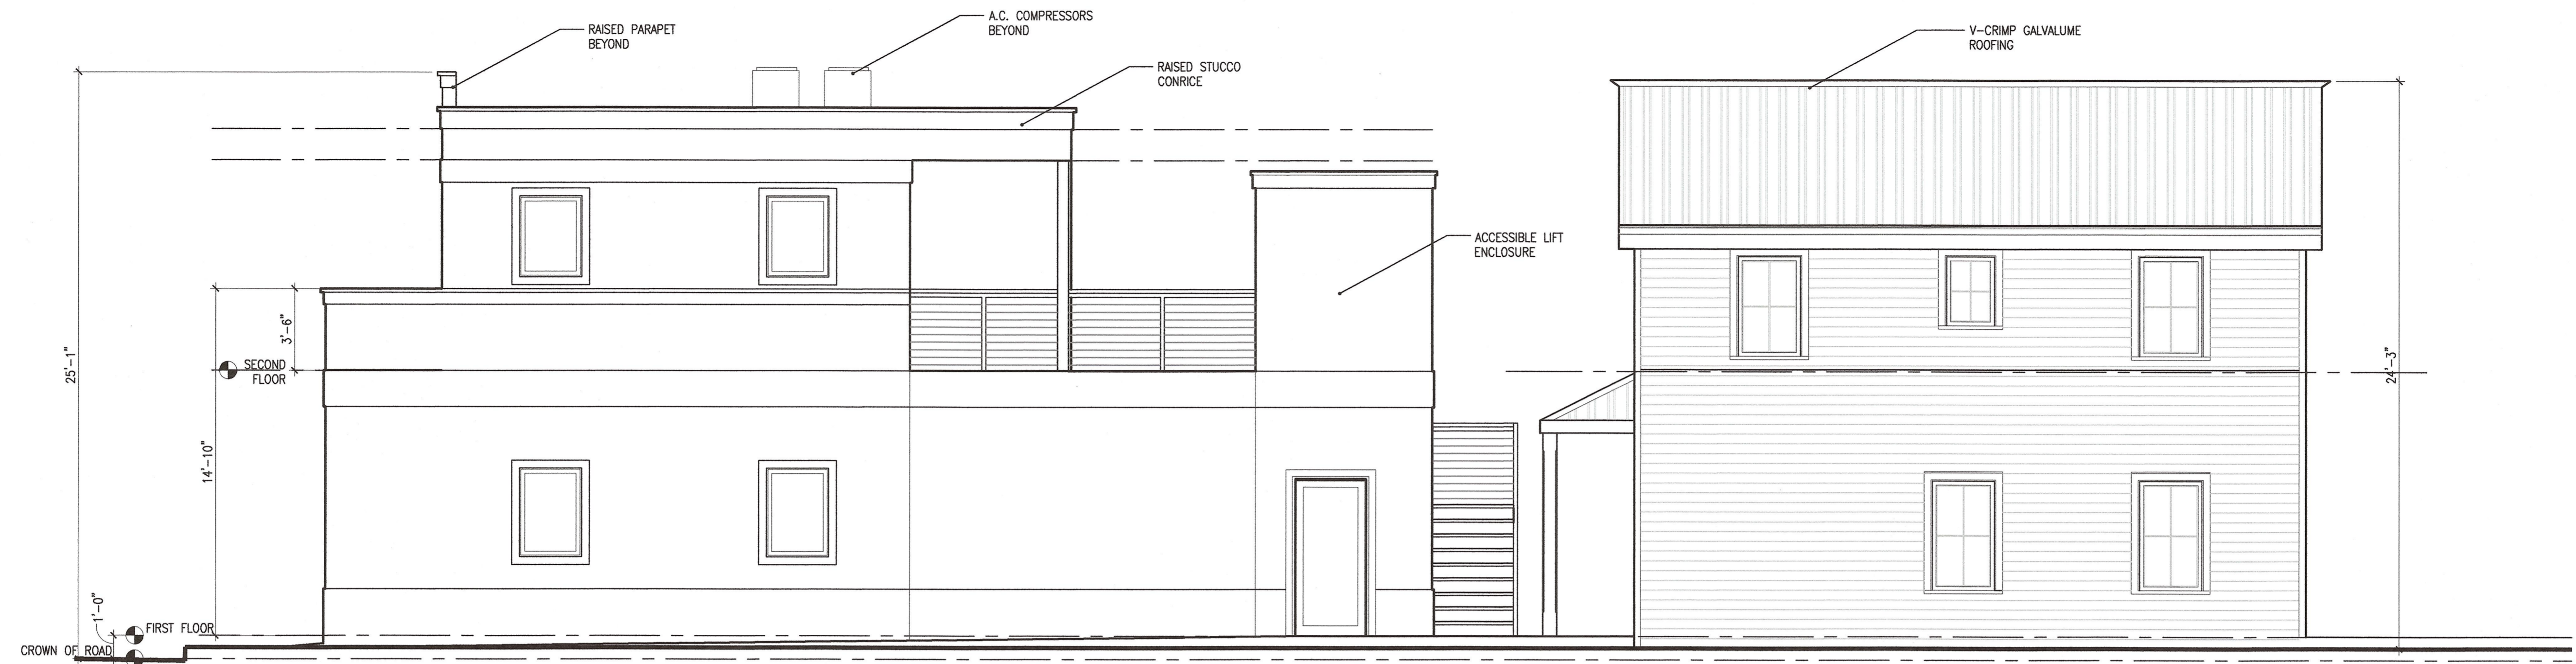 RAISED PARAPET
BEYOND
A.C. COMPRESSORS
BEYOND
RAISED STUCCO
CONRICE
V-CRIMP GALVALUME
ROOFING
ACCESSIBLE LIFT
ENCLOSURE
25'-1"
3'-6"
SECOND
FLOOR
14'-10"
24'-3"
1'-0"
FIRST FLOOR
CROWN OF ROAD